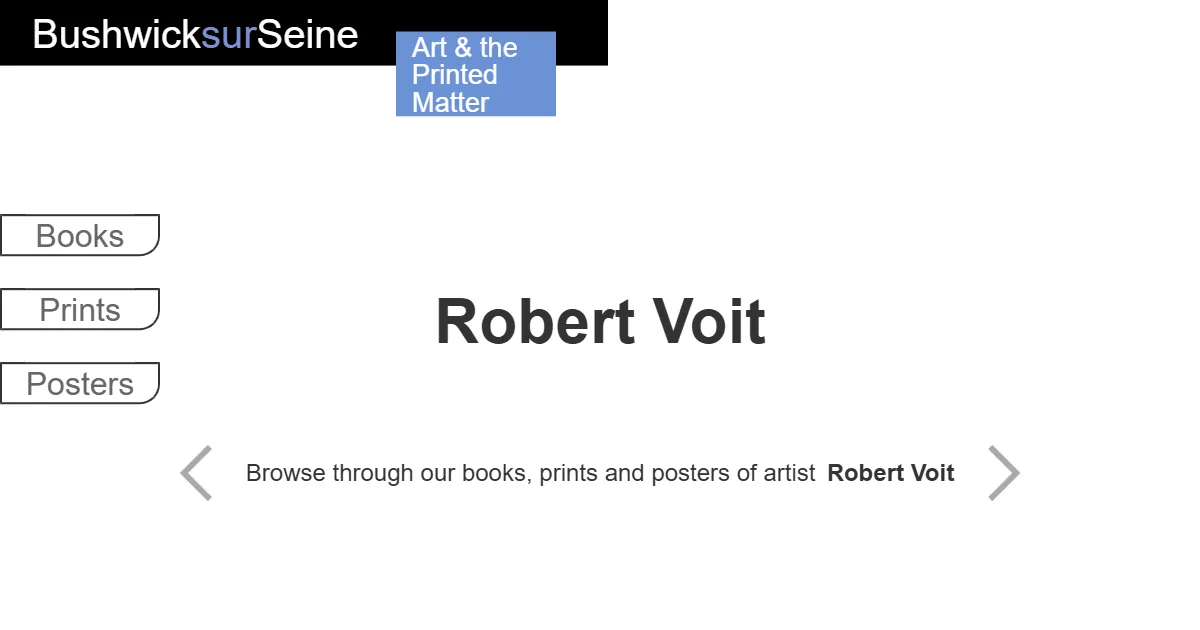 BushwicksurSeine
Art & the
Printed
Matter
Books
Prints
Posters
Robert Voit
Browse through our books, prints and posters of artist Robert Voit